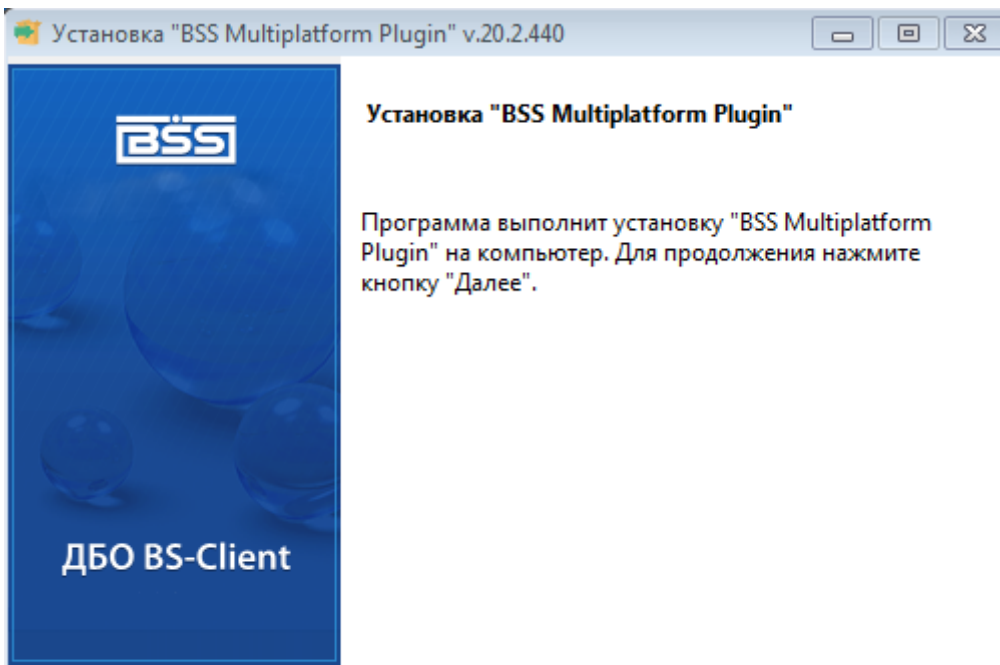 Установка "BSS Multiplatform Plugin" v.20.2.440
BSS
Установка "BSS Multiplatform Plugin"
Программа выполнит установку "BSS Multiplatform
Plugin" на компьютер. Для продолжения нажмите
кнопку "Далее".
ДБО BS-Client